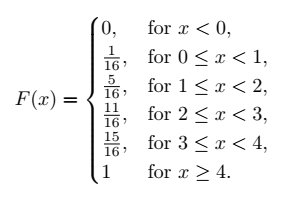 F(x) = { 0, for x < 0,
1/16, for 0 ≤ x < 1,
5/16, for 1 ≤ x < 2,
11/16, for 2 ≤ x < 3,
15/16, for 3 ≤ x < 4,
1 for x ≥ 4.